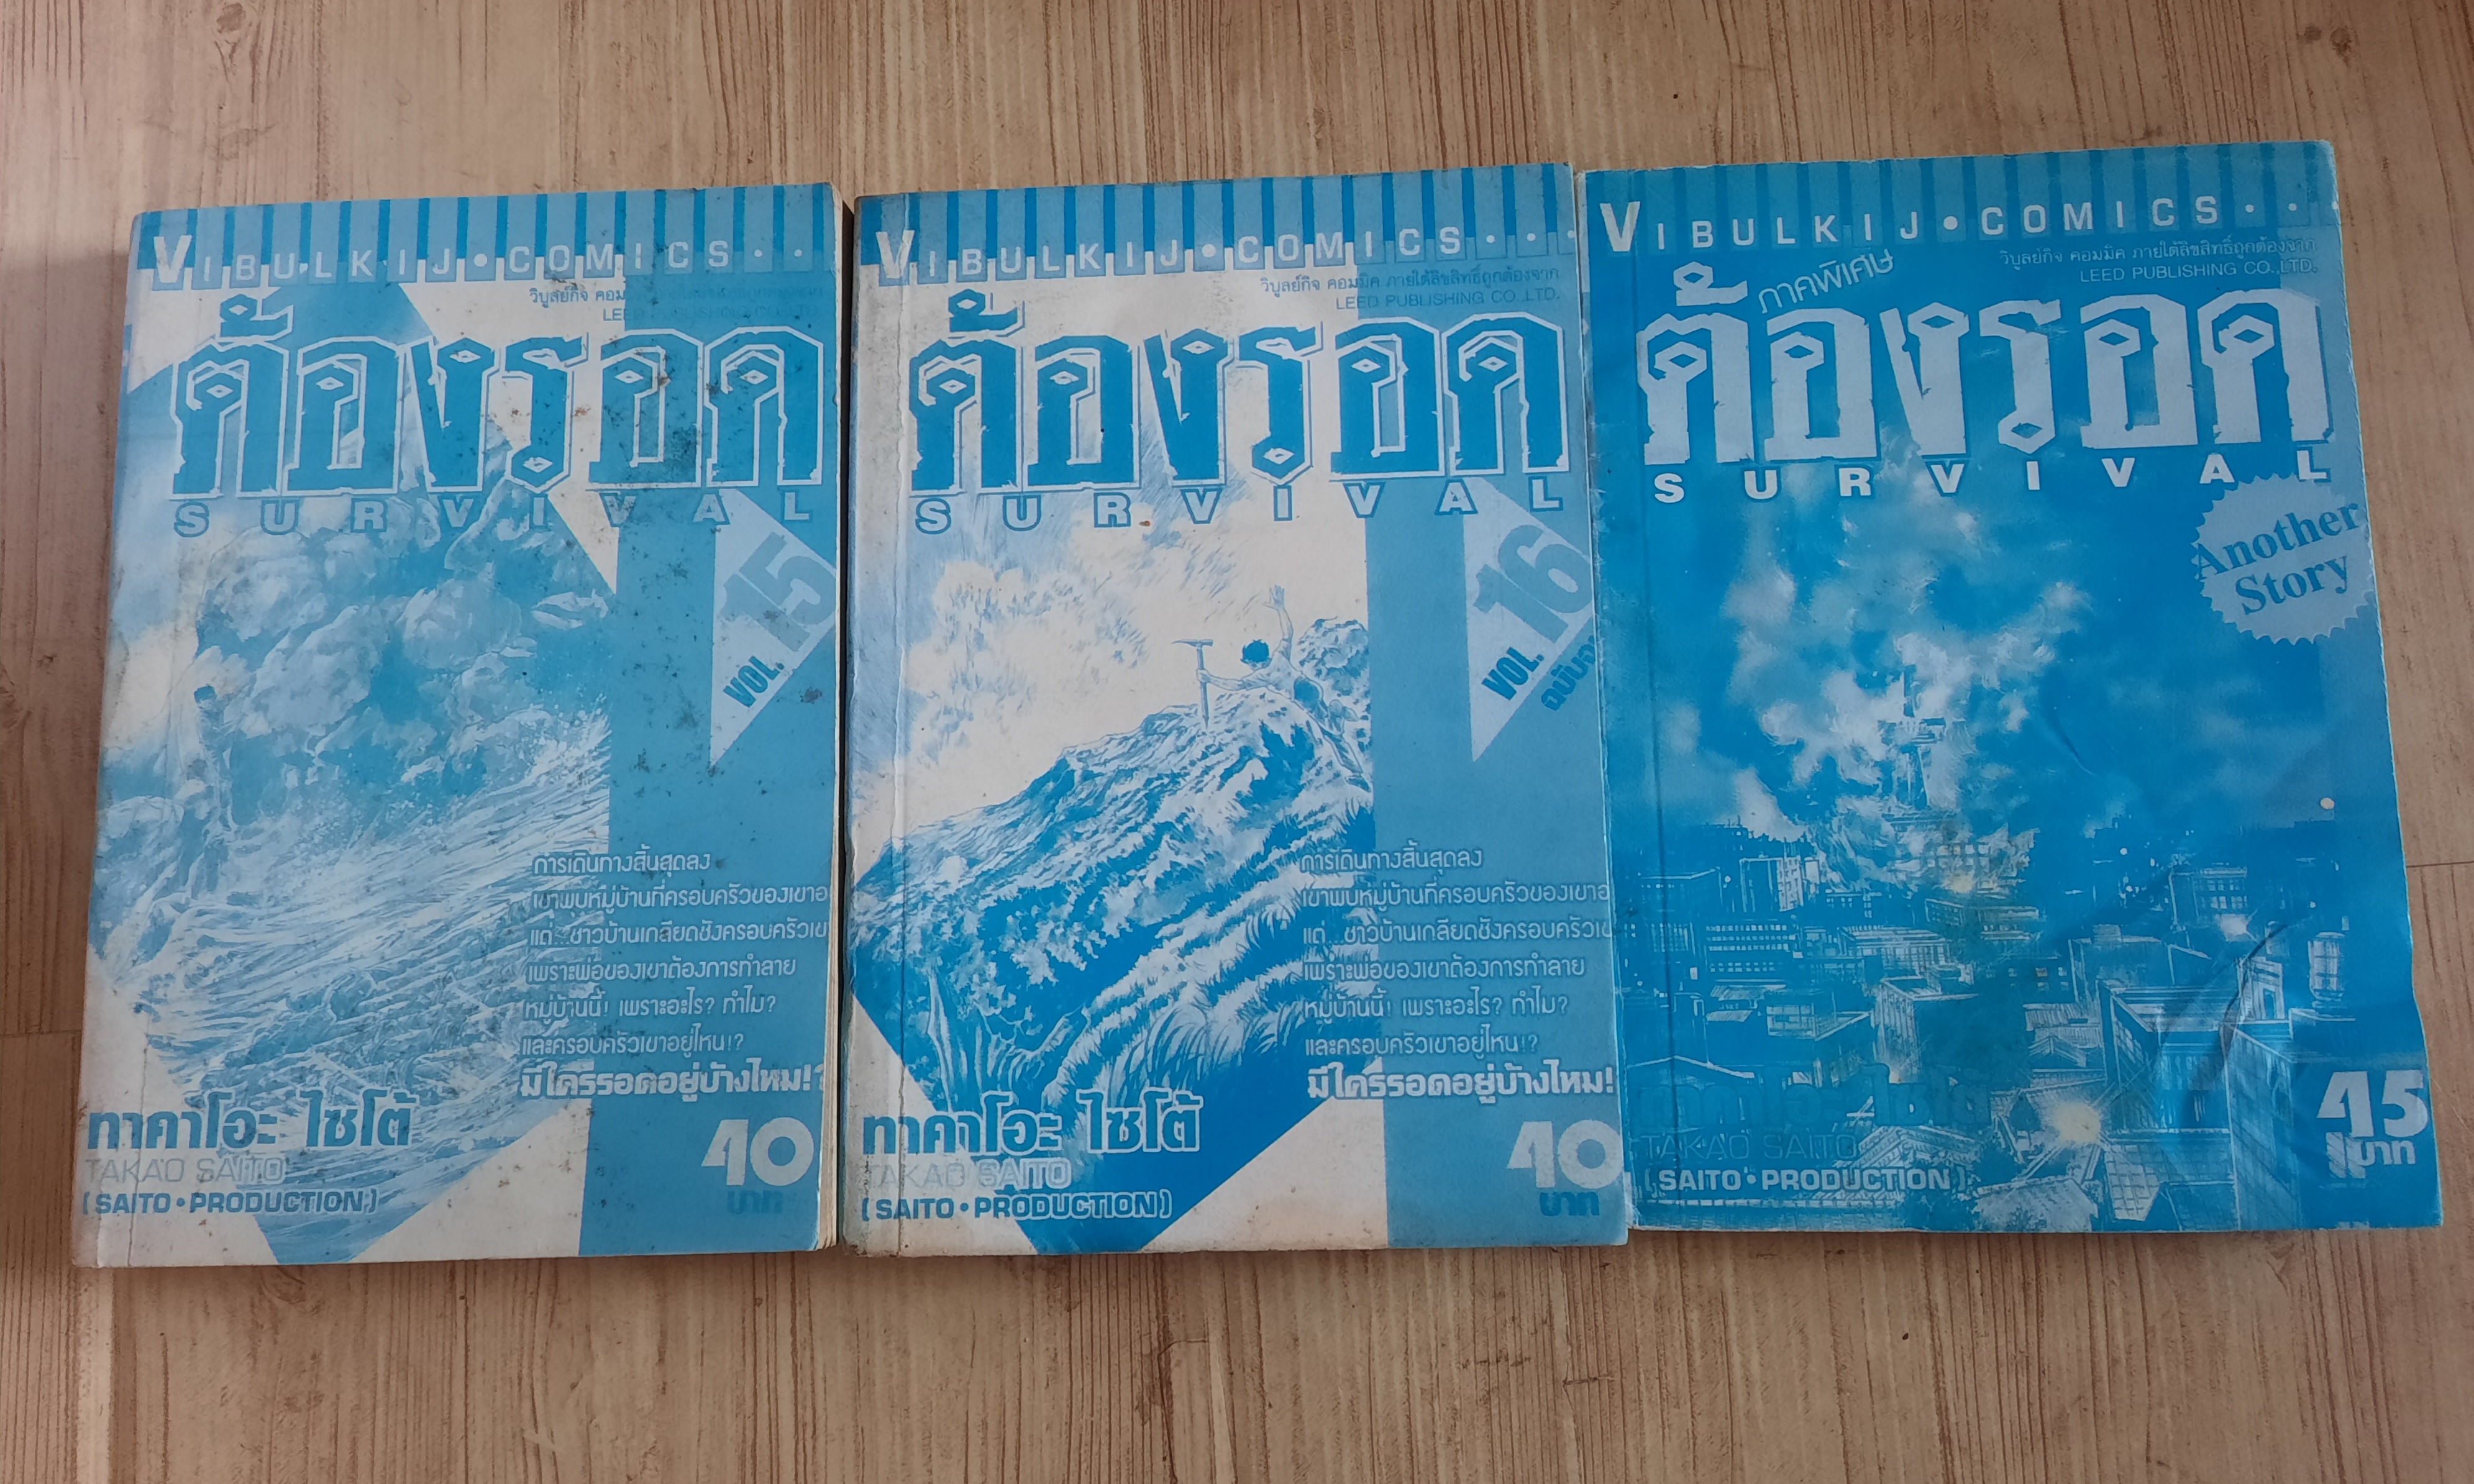 VIBULKIJ•COMICS
วิบูลย์กิจ คอมมิค
LEED PUBLISHING CO.,LTD.
ต้องรอด
SURVIVAL
VOL. 15
การเดินทางสิ้นสุดลง
เขาพบหมู่บ้านที่ครอบครัวของเขาอ
แต่...ชาวบ้านเกลียดชังครอบครัวเข
เพราะพ่อของเขาต้องการทำลาย
หมู่บ้านนี้! เพราะอะไร? ทำไม?
และครอบครัวเขาอยู่ไหน!?
มีใครรอดอยู่บ้างไหม!?
ทาคาโอะ ไซโต้
TAKAO SAITO
(SAITO•PRODUCTION)
40
บาท
VIBULKIJ•COMICS...
วิบูลย์กิจ คอมมิค ภายใต้ลิขสิทธิ์ถูกต้องจาก
LEED PUBLISHING CO.,LTD.
ต้องรอด
SURVIVAL
VOL. 16
การเดินทางสิ้นสุดลง
เขาพบหมู่บ้านที่ครอบครัวของเขาอ
แต่...ชาวบ้านเกลียดชังครอบครัวเข
เพราะพ่อของเขาต้องการทำลาย
หมู่บ้านนี้! เพราะอะไร? ทำไม?
และครอบครัวเขาอยู่ไหน!?
มีใครรอดอยู่บ้างไหม!
ทาคาโอะ ไซโต้
TAKAO SAITO
(SAITO•PRODUCTION)
40
บาท
VIBULKIJ•COMICS..
วิบูลย์กิจ คอมมิค ภายใต้ลิขสิทธิ์ถูกต้องจาก
LEED PUBLISHING CO.,LTD.
ภาคพิเศษ
ต้องรอด
SURVIVAL
Another
Story
ทาคาโอะ ไซโต้
TAKAO SAITO
(SAITO•PRODUCTION)
45
บาท